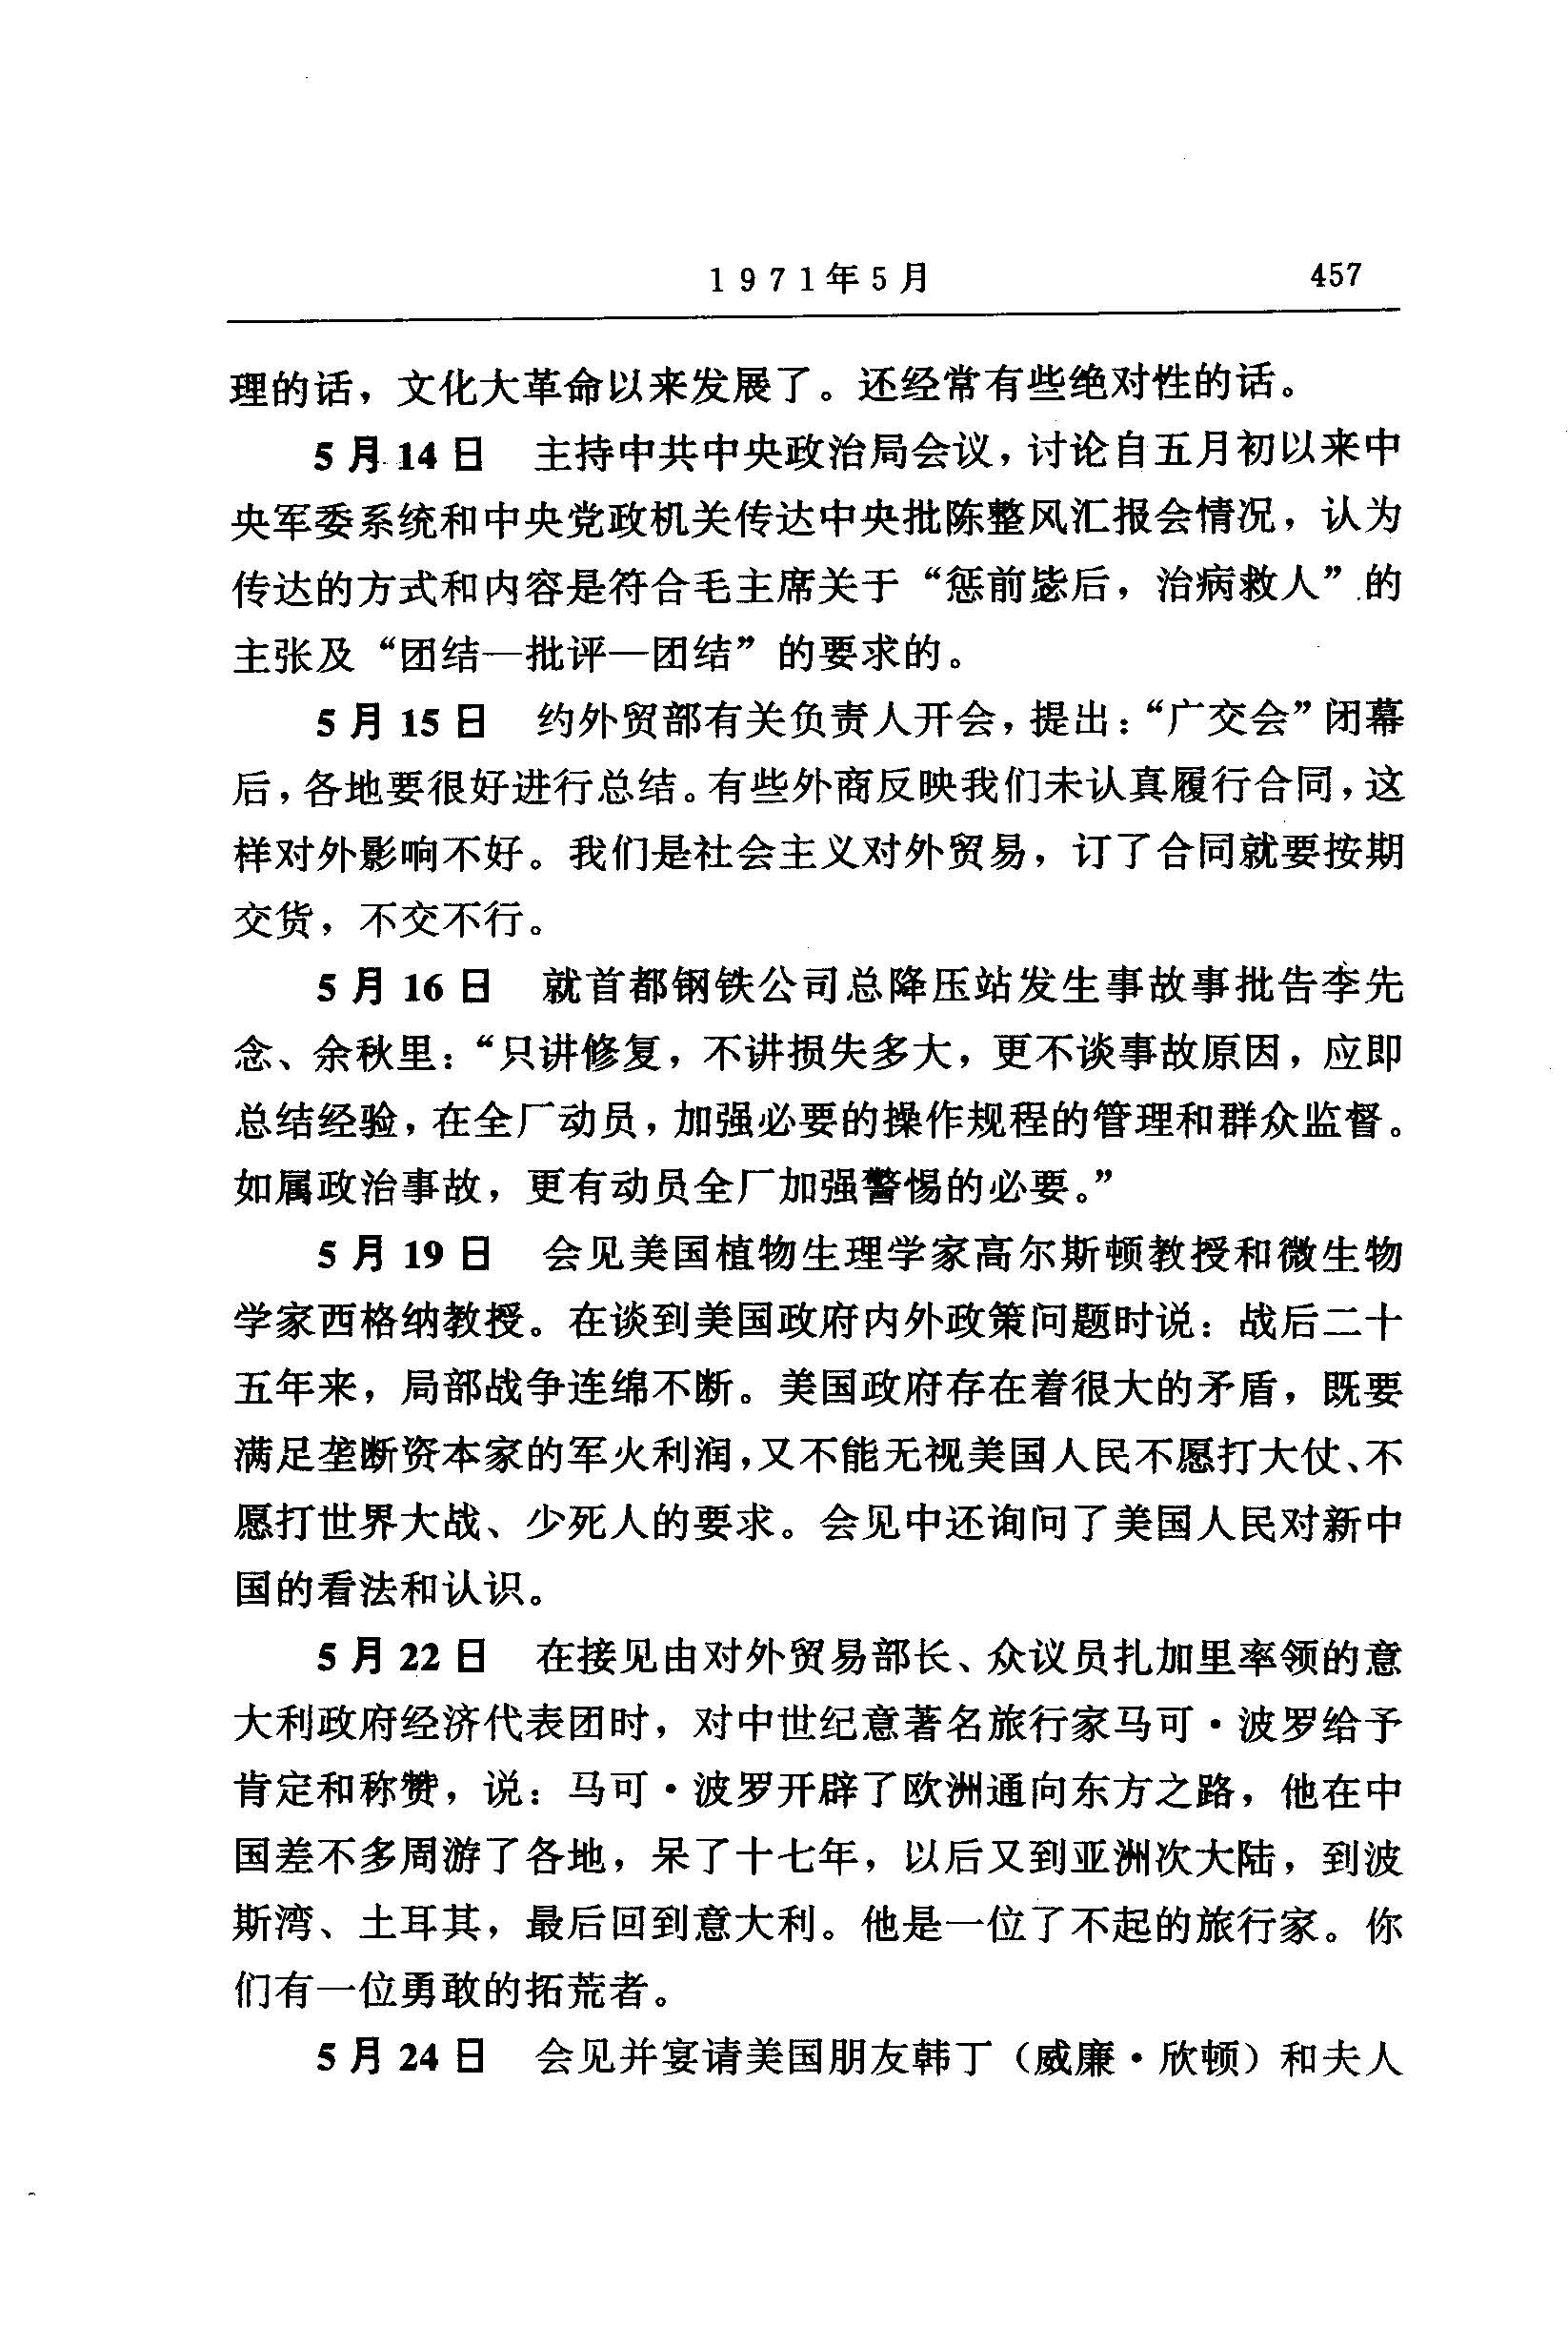 1971年5月 457
理的话，文化大革命以来发展了。还经常有些绝对性的话。
5月14日 主持中共中央政治局会议，讨论自五月初以来中
央军委系统和中央党政机关传达中央批陈整风汇报会情况，认为
传达的方式和内容是符合毛主席关于“惩前毖后，治病救人”的
主张及“团结—批评—团结”的要求的。
5月15日 约外贸部有关负责人开会，提出：“广交会”闭幕
后，各地要很好进行总结。有些外商反映我们未认真履行合同，这
样对外影响不好。我们是社会主义对外贸易，订了合同就要按期
交货，不交不行。
5月16日 就首都钢铁公司总降压站发生事故事批告李先
念、余秋里：“只讲修复，不讲损失多大，更不谈事故原因，应即
总结经验，在全厂动员，加强必要的操作规程的管理和群众监督。
如属政治事故，更有动员全厂加强警惕的必要。”
5月19日 会见美国植物生理学家高尔斯顿教授和微生物
学家西格纳教授。在谈到美国政府内外政策问题时说：战后二十
五年来，局部战争连绵不断。美国政府存在着很大的矛盾，既要
满足垄断资本家的军火利润，又不能无视美国人民不愿打大仗、不
愿打世界大战、少死人的要求。会见中还询问了美国人民对新中
国的看法和认识。
5月22日 在接见由对外贸易部长、众议员扎加里率领的意
大利政府经济代表团时，对中世纪意著名旅行家马可·波罗给予
肯定和称赞，说：马可·波罗开辟了欧洲通向东方之路，他在中
国差不多周游了各地，呆了十七年，以后又到亚洲次大陆，到波
斯湾、土耳其，最后回到意大利。他是一位了不起的旅行家。你
们有一位勇敢的拓荒者。
5月24日 会见并宴请美国朋友韩丁（威廉·欣顿）和夫人